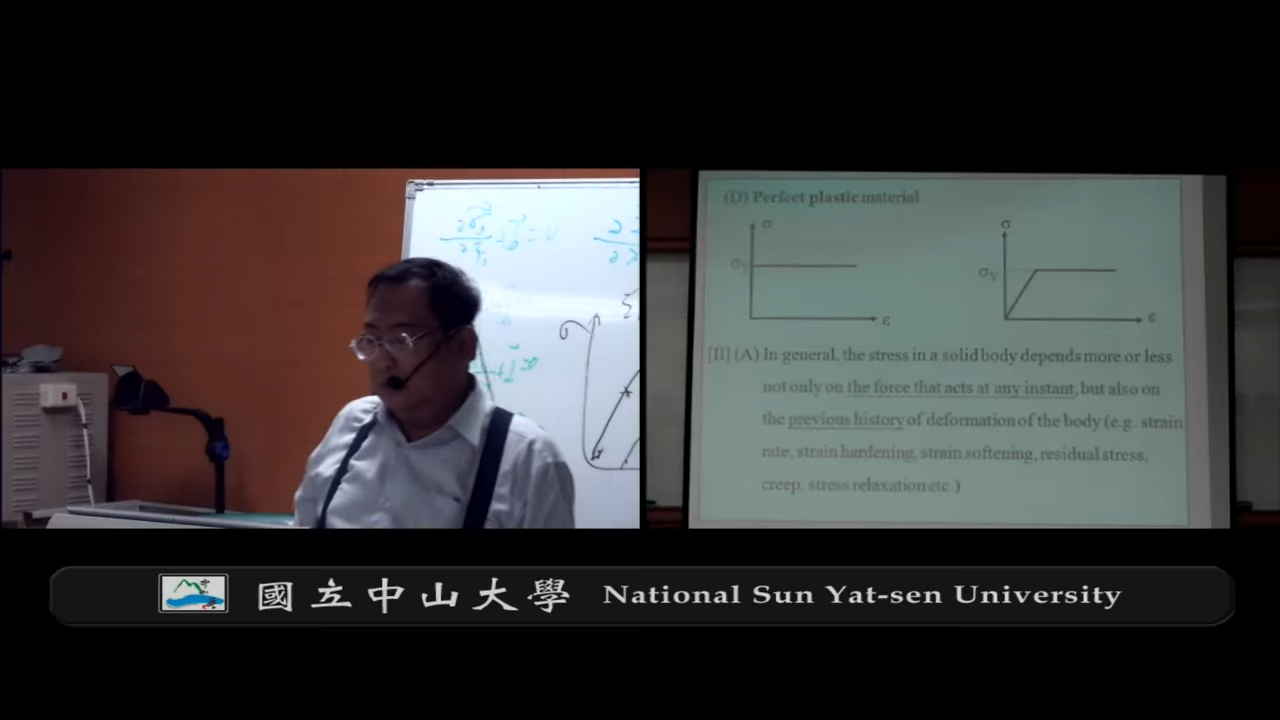 (D) Perfect plastic material
σ
σ
σY
σY
ε
ε
[II] (A) In general, the stress in a solid body depends more or less
not only on the force that acts at any instant, but also on
the previous history of deformation of the body (e.g. strain
rate, strain hardening, strain softening, residual stress,
creep, stress relaxation etc.)
σ
國立中山大學 National Sun Yat-sen University